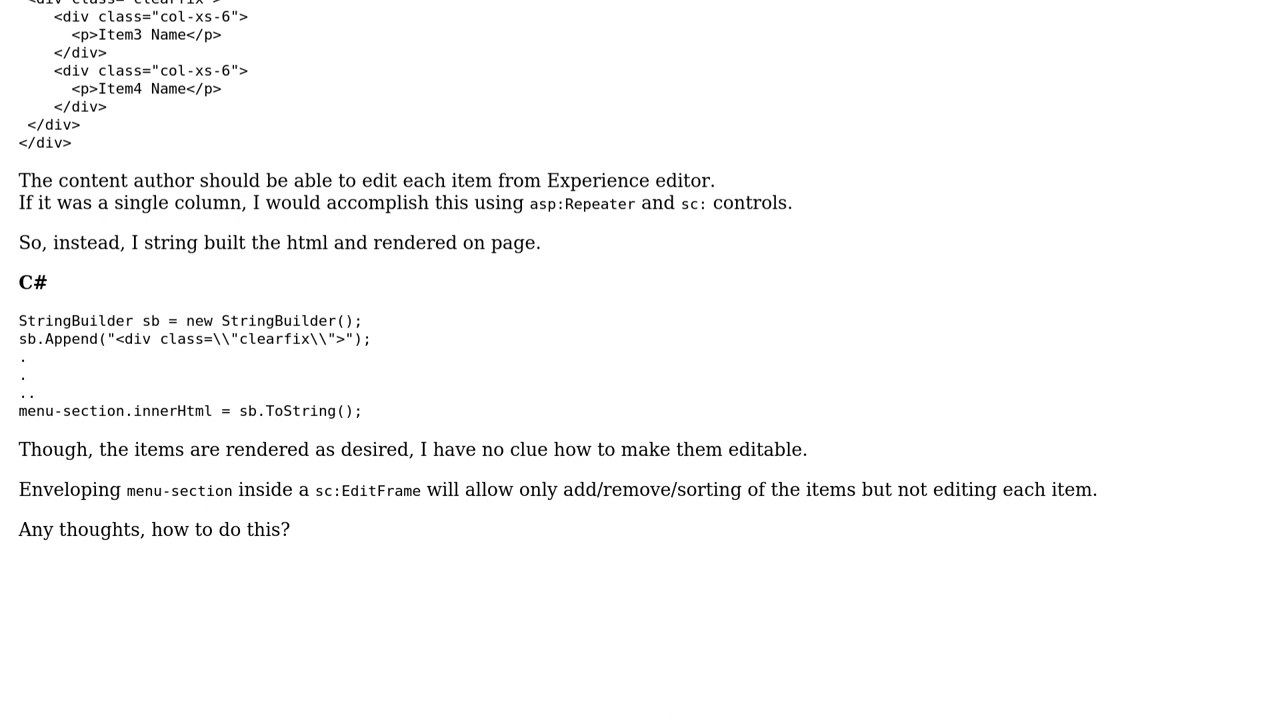 <div class="clearfix">
<div class="col-xs-6">
<p>Item3 Name</p>
</div>
<div class="col-xs-6">
<p>Item4 Name</p>
</div>
</div>
</div>
The content author should be able to edit each item from Experience editor.
If it was a single column, I would accomplish this using asp:Repeater and sc: controls.
So, instead, I string built the html and rendered on page.
C#
StringBuilder sb = new StringBuilder();
sb.Append("<div class=\\"clearfix\\">");
.
.
..
menu-section.innerHtml = sb.ToString();
Though, the items are rendered as desired, I have no clue how to make them editable.
Enveloping menu-section inside a sc:EditFrame will allow only add/remove/sorting of the items but not editing each item.
Any thoughts, how to do this?